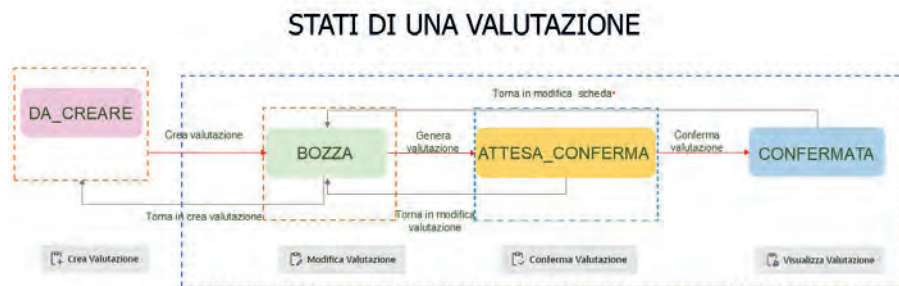 STATI DI UNA VALUTAZIONE
Torna in modifica scheda
DA_CREARE
Crea valutazione
BOZZA
Genera
valutazione
ATTESA_CONFERMA
Conferma
valutazione
CONFERMATA
Torna in crea valutazione
Torna in modifica
valutazione
Crea Valutazione
Modifica Valutazione
Conferma Valutazione
Visualizza Valutazione